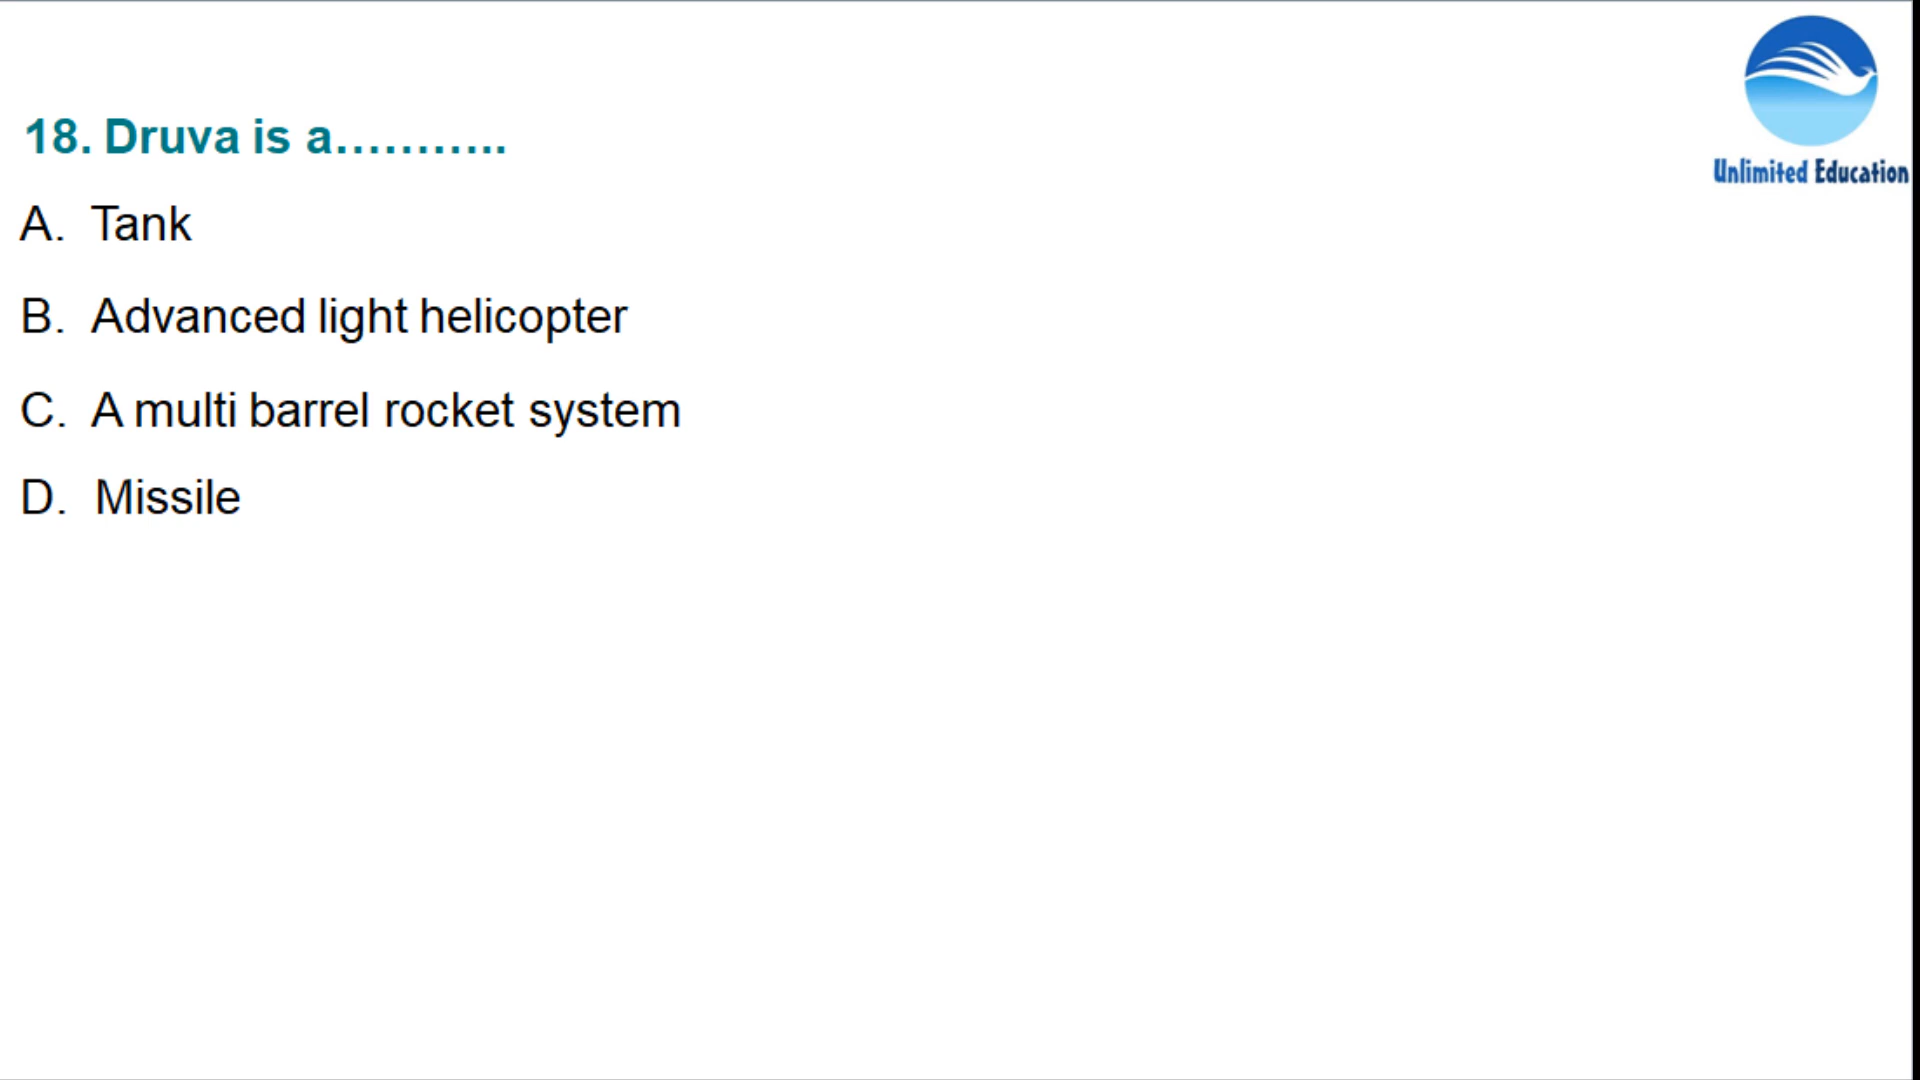 Unlimited Education
18. Druva is a………..
A. Tank
B. Advanced light helicopter
C. A multi barrel rocket system
D. Missile